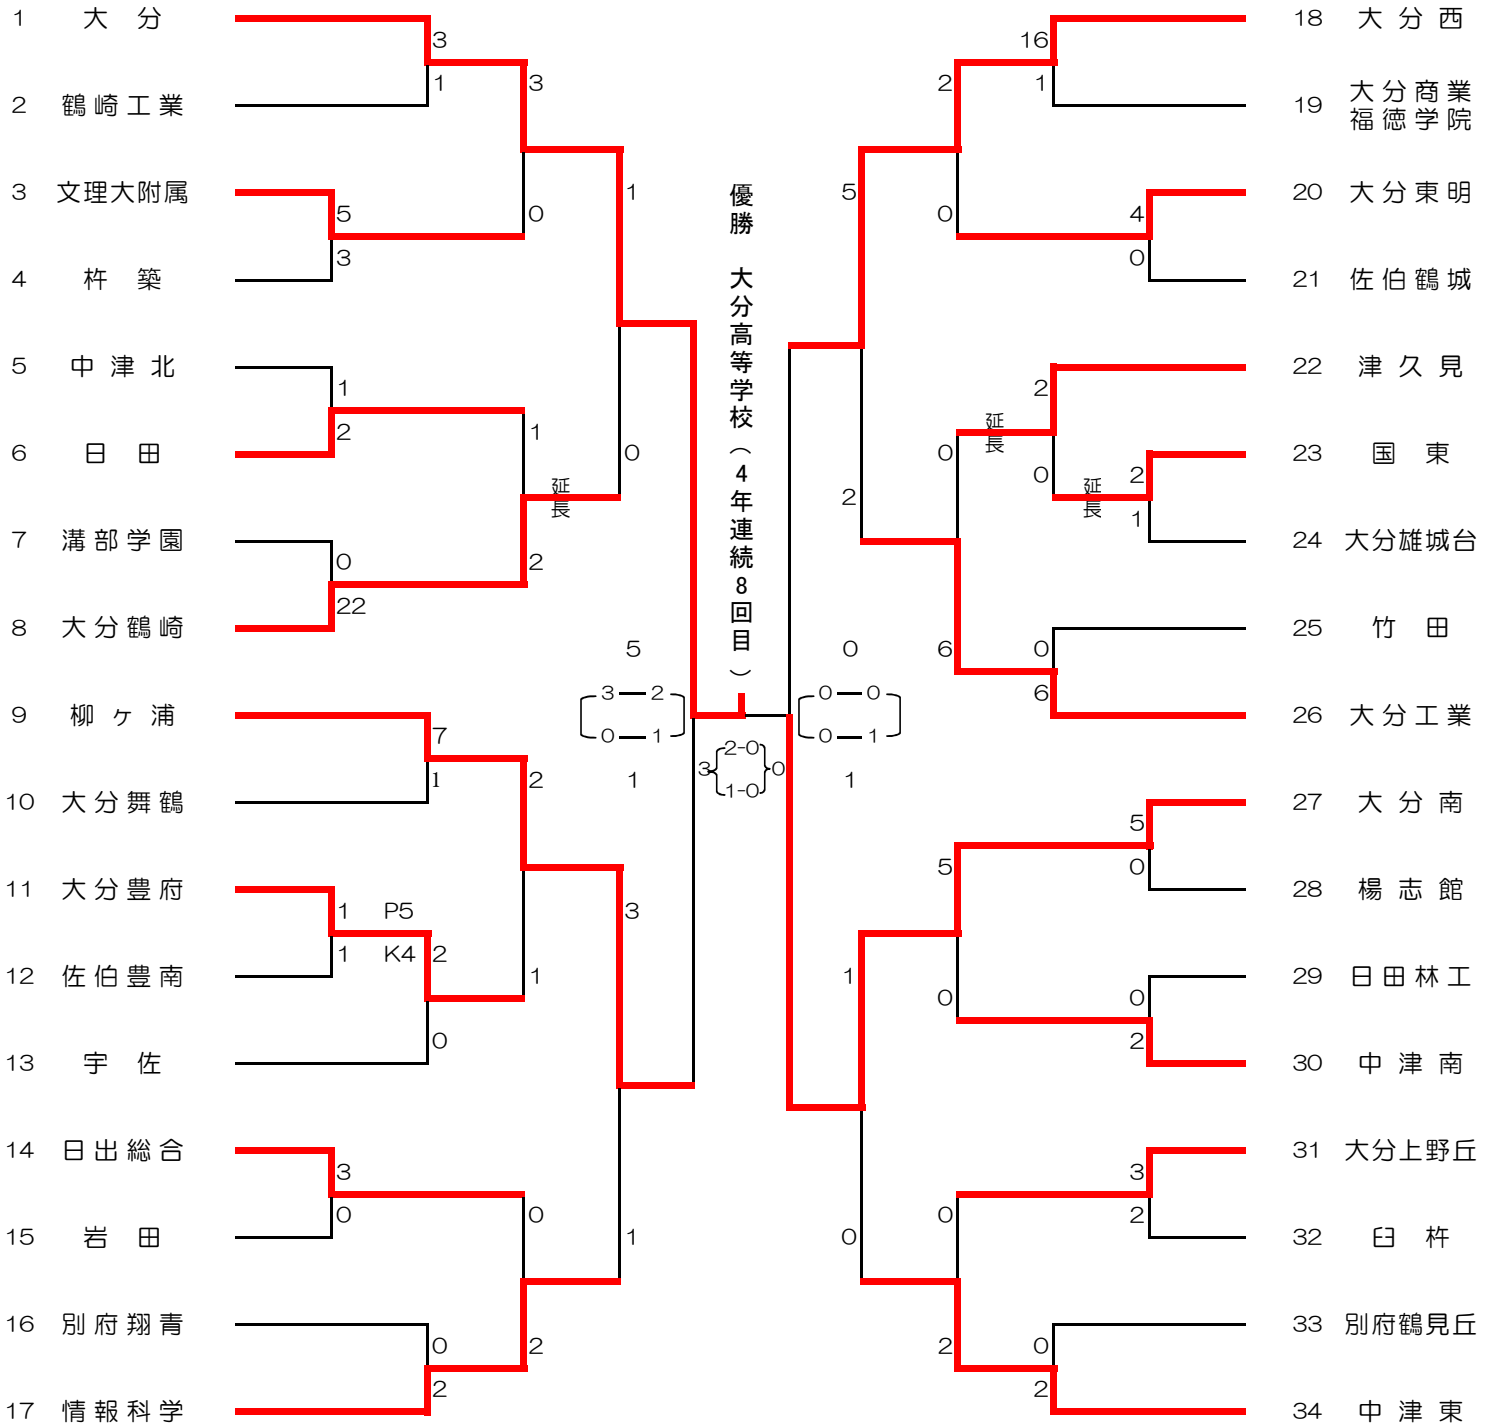 1 大分
2 鶴崎工業
3 文理大附属
4 杵築
5 中津北
6 日田
7 溝部学園
8 大分鶴崎
9 柳ヶ浦
10 大分舞鶴
11 大分豊府
12 佐伯豊南
13 宇佐
14 日出総合
15 岩田
16 別府翔青
17 情報科学
3
1
3
5
3
0
1
1
2
1
0
延長
0
22
2
7
1
2
1 P5
1 K4
2
0
1
3
3
0
0
1
0
2
2
優勝 大分高等学校(4年連続8回目)
5
3―2
0―1
1
3
2-0
1-0
0
0
0―0
0―1
1
16
1
2
5
0
4
0
2
延長
0
0
延長
2
1
2
6
0
6
5
0
5
1
0
0
2
3
2
0
0
2
0
2
18 大分西
19 大分商業
福徳学院
20 大分東明
21 佐伯鶴城
22 津久見
23 国東
24 大分雄城台
25 竹田
26 大分工業
27 大分南
28 楊志館
29 日田林工
30 中津南
31 大分上野丘
32 臼杵
33 別府鶴見丘
34 中津東